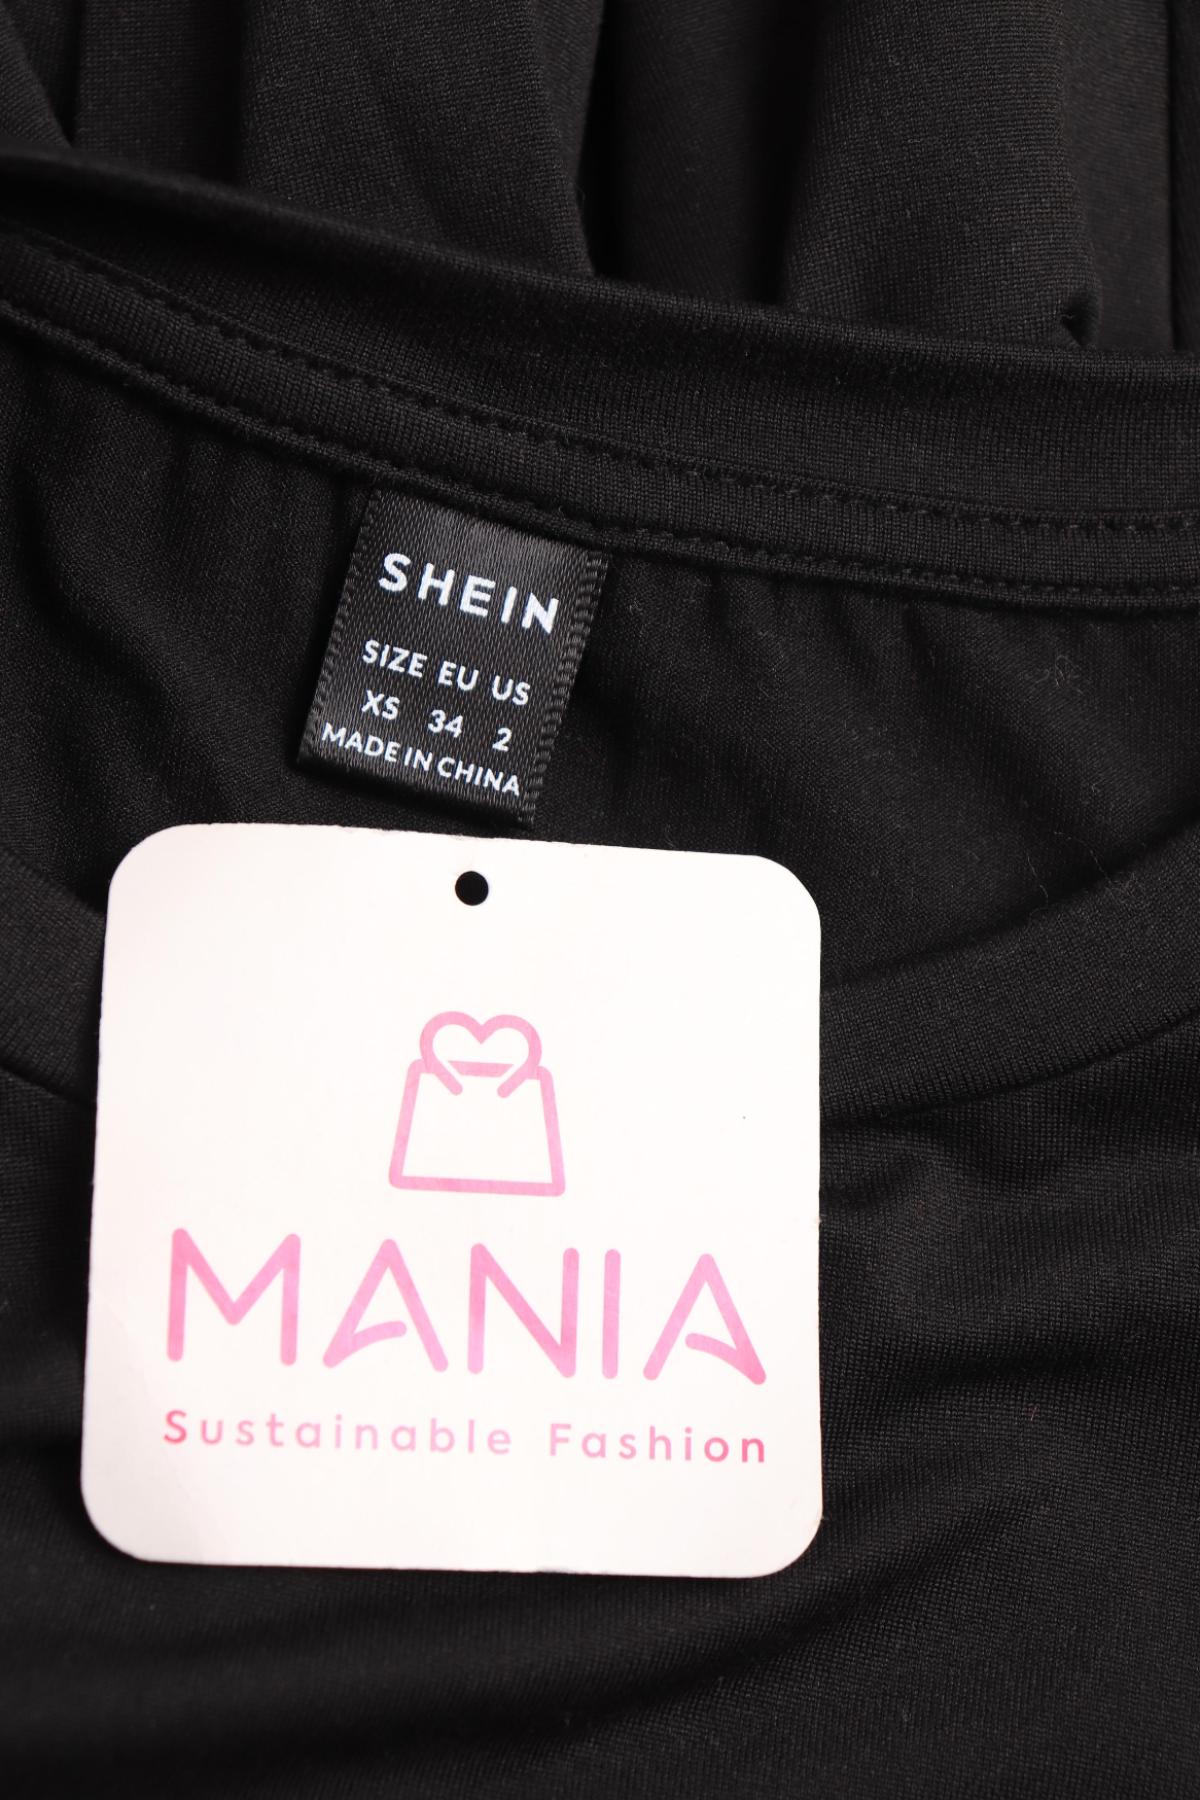 SHEIN
SIZE EU US
XS 34 2
MADE IN CHINA
MANIA
Sustainable Fashion